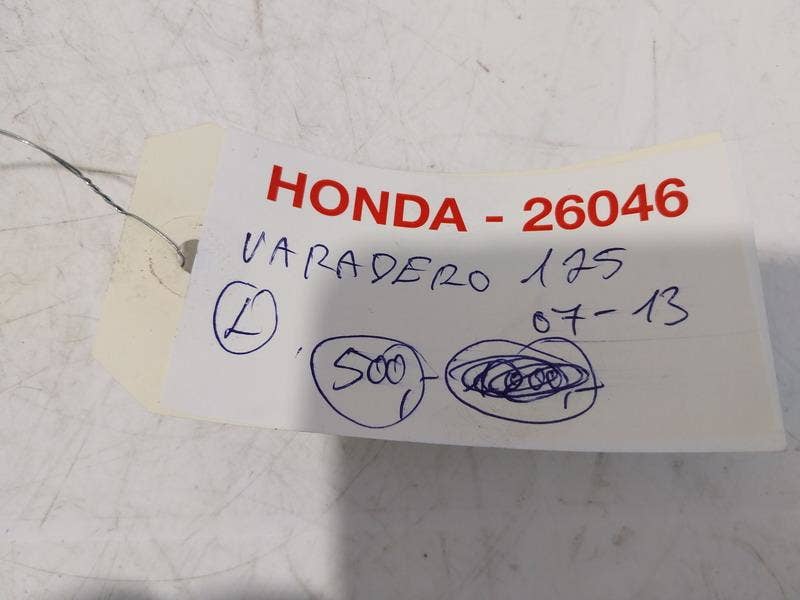 HONDA - 26046
VARADERO 125
07-13
L
500,-